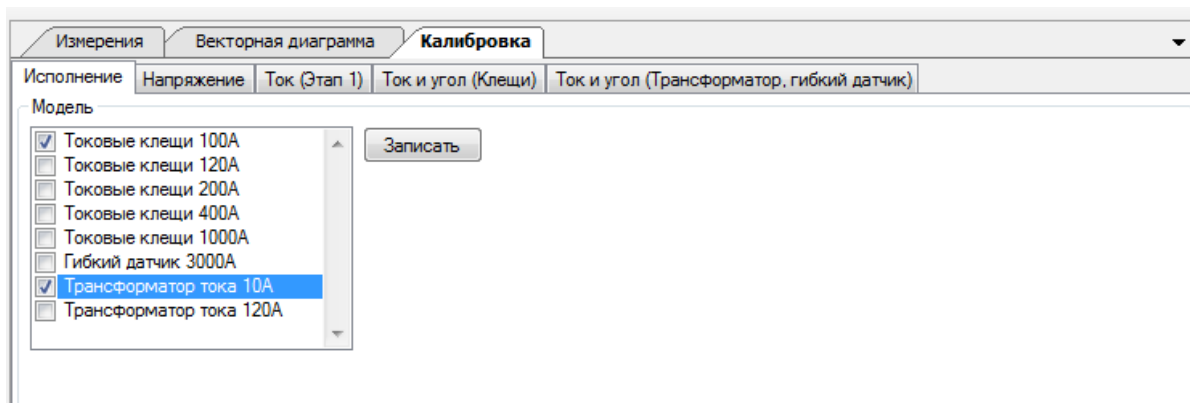 Измерения Векторная диаграмма Калибровка
Исполнение Напряжение Ток (Этап 1) Ток и угол (Клещи) Ток и угол (Трансформатор, гибкий датчик)
Модель
Токовые клещи 100А Записать
Токовые клещи 120А
Токовые клещи 200А
Токовые клещи 400А
Токовые клещи 1000А
Гибкий датчик 3000А
Трансформатор тока 10А
Трансформатор тока 120А